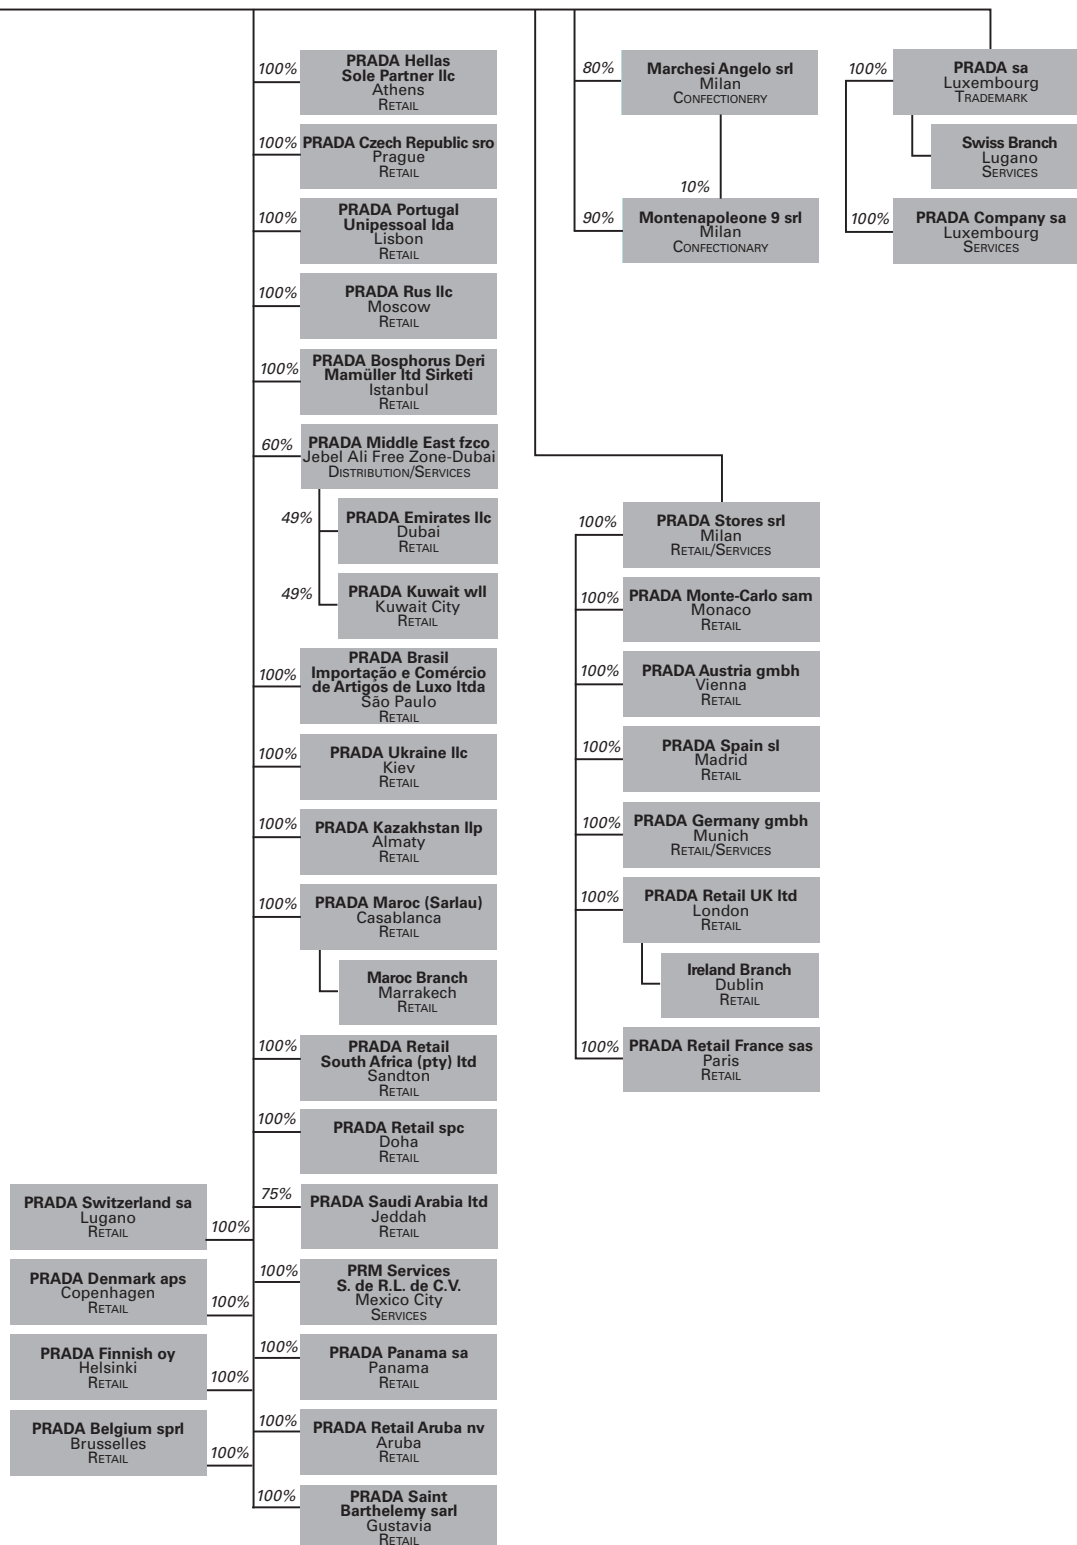 100%
PRADA Hellas
Sole Partner llc
Athens
RETAIL
100%
PRADA Czech Republic sro
Prague
RETAIL
100%
PRADA Portugal
Unipessoal lda
Lisbon
RETAIL
100%
PRADA Rus llc
Moscow
RETAIL
100%
PRADA Bosphorus Deri
Mamüller ltd Sirketi
Istanbul
RETAIL
60%
PRADA Middle East fzco
Jebel Ali Free Zone-Dubai
DISTRIBUTION/SERVICES
49%
PRADA Emirates llc
Dubai
RETAIL
49%
PRADA Kuwait wll
Kuwait City
RETAIL
100%
PRADA Brasil
Importação e Comércio
de Artigos de Luxo ltda
São Paulo
RETAIL
100%
PRADA Ukraine llc
Kiev
RETAIL
100%
PRADA Kazakhstan llp
Almaty
RETAIL
100%
PRADA Maroc (Sarlau)
Casablanca
RETAIL
Maroc Branch
Marrakech
RETAIL
100%
PRADA Retail
South Africa (pty) ltd
Sandton
RETAIL
100%
PRADA Retail spc
Doha
RETAIL
75%
PRADA Saudi Arabia ltd
Jeddah
RETAIL
100%
PRM Services
S. de R.L. de C.V.
Mexico City
SERVICES
100%
PRADA Panama sa
Panama
RETAIL
100%
PRADA Retail Aruba nv
Aruba
RETAIL
100%
PRADA Saint
Barthelemy sarl
Gustavia
RETAIL
PRADA Switzerland sa
Lugano
RETAIL
100%
PRADA Denmark aps
Copenhagen
RETAIL
100%
PRADA Finnish oy
Helsinki
RETAIL
100%
PRADA Belgium sprl
Brusselles
RETAIL
100%
80%
Marchesi Angelo srl
Milan
CONFECTIONERY
10%
90%
Montenapoleone 9 srl
Milan
CONFECTIONARY
100%
PRADA sa
Luxembourg
TRADEMARK
Swiss Branch
Lugano
SERVICES
100%
PRADA Company sa
Luxembourg
SERVICES
100%
PRADA Stores srl
Milan
RETAIL/SERVICES
100%
PRADA Monte-Carlo sam
Monaco
RETAIL
100%
PRADA Austria gmbh
Vienna
RETAIL
100%
PRADA Spain sl
Madrid
RETAIL
100%
PRADA Germany gmbh
Munich
RETAIL/SERVICES
100%
PRADA Retail UK ltd
London
RETAIL
Ireland Branch
Dublin
RETAIL
100%
PRADA Retail France sas
Paris
RETAIL